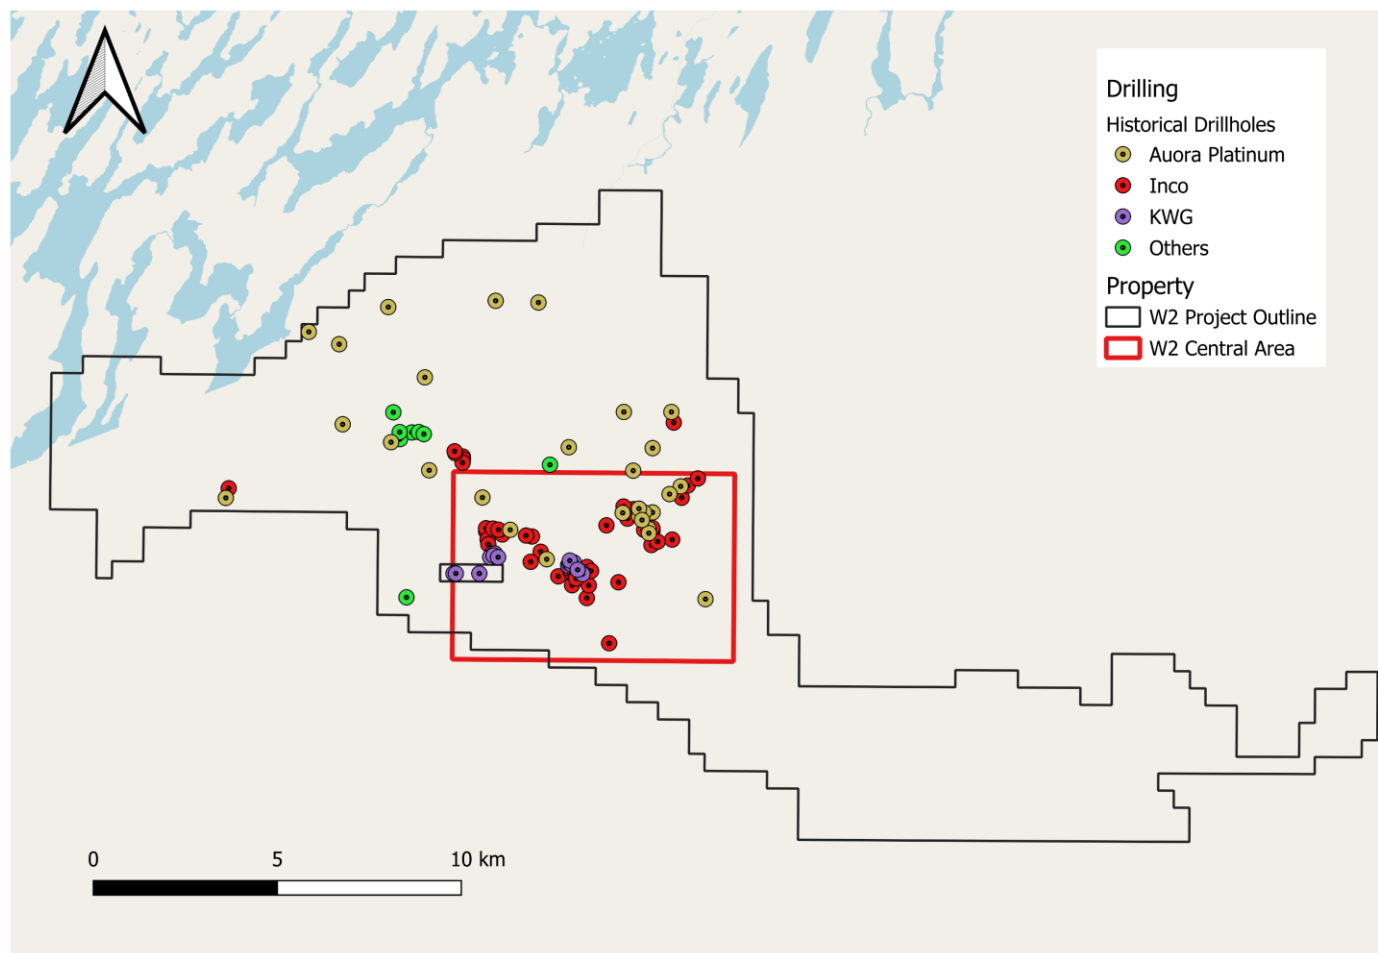 Drilling
Historical Drillholes
Auora Platinum
Inco
KWG
Others
Property
W2 Project Outline
W2 Central Area
0 5 10 km